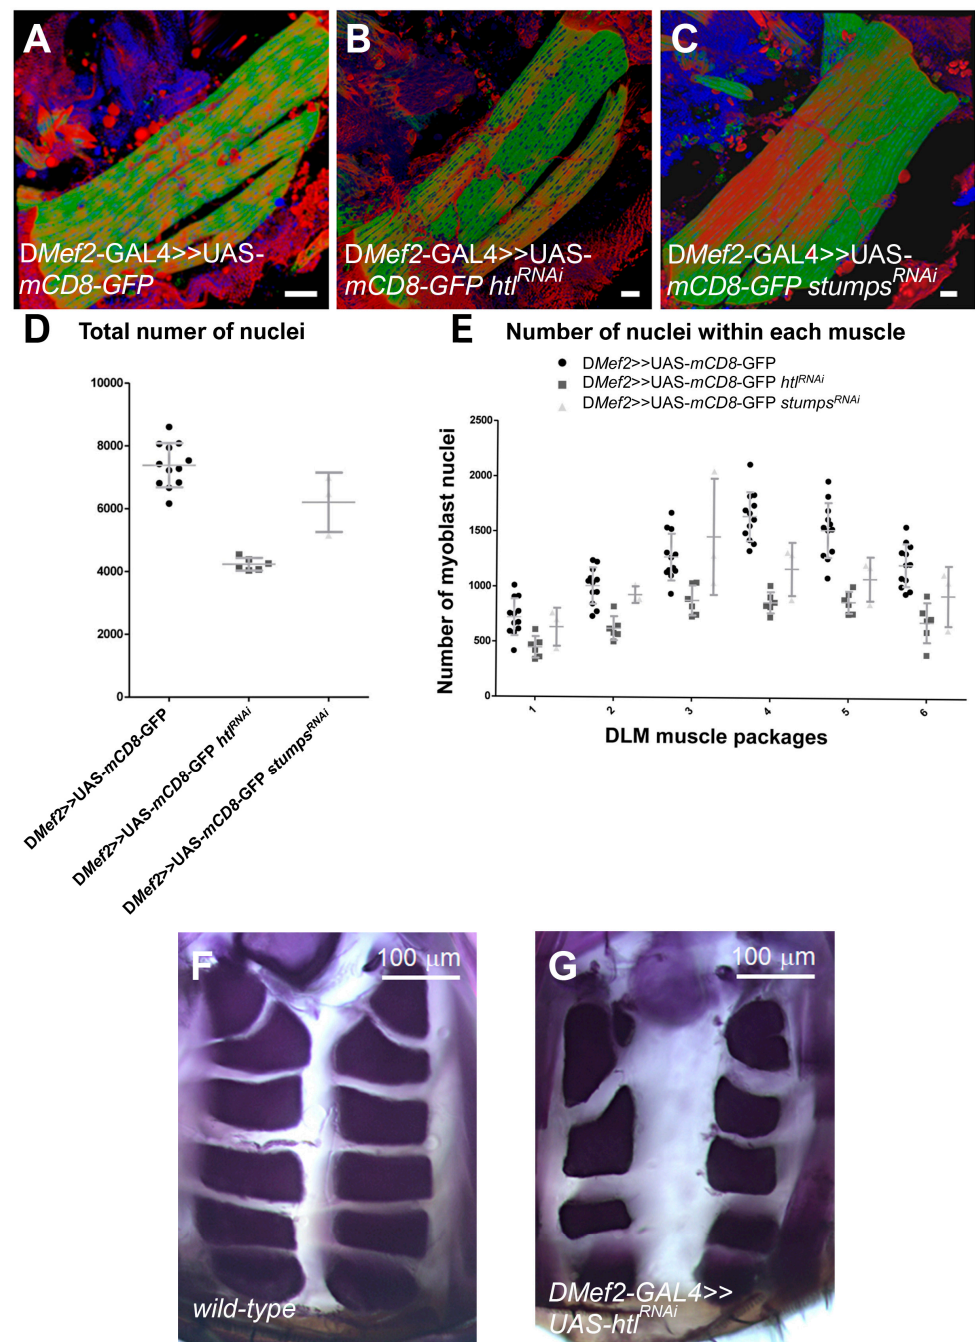 A
DMef2-GAL4>>UAS-
mCD8-GFP
B
DMef2-GAL4>>UAS-
mCD8-GFP htlRNAi
C
DMef2-GAL4>>UAS-
mCD8-GFP stumpsRNAi
D
Total numer of nuclei
10000
8000
6000
4000
2000
0
DMef2>>UAS-mCD8-GFP
DMef2>>UAS-mCD8-GFP htlRNAi
DMef2>>UAS-mCD8-GFP stumpsRNAi
E
Number of nuclei within each muscle
DMef2>>UAS-mCD8-GFP
DMef2>>UAS-mCD8-GFP htlRNAi
DMef2>>UAS-mCD8-GFP stumpsRNAi
Number of myoblast nuclei
2500
2000
1500
1000
500
0
1
2
3
4
5
6
DLM muscle packages
F
100 μm
wild-type
G
100 μm
DMef2-GAL4>>
UAS-htlRNAi